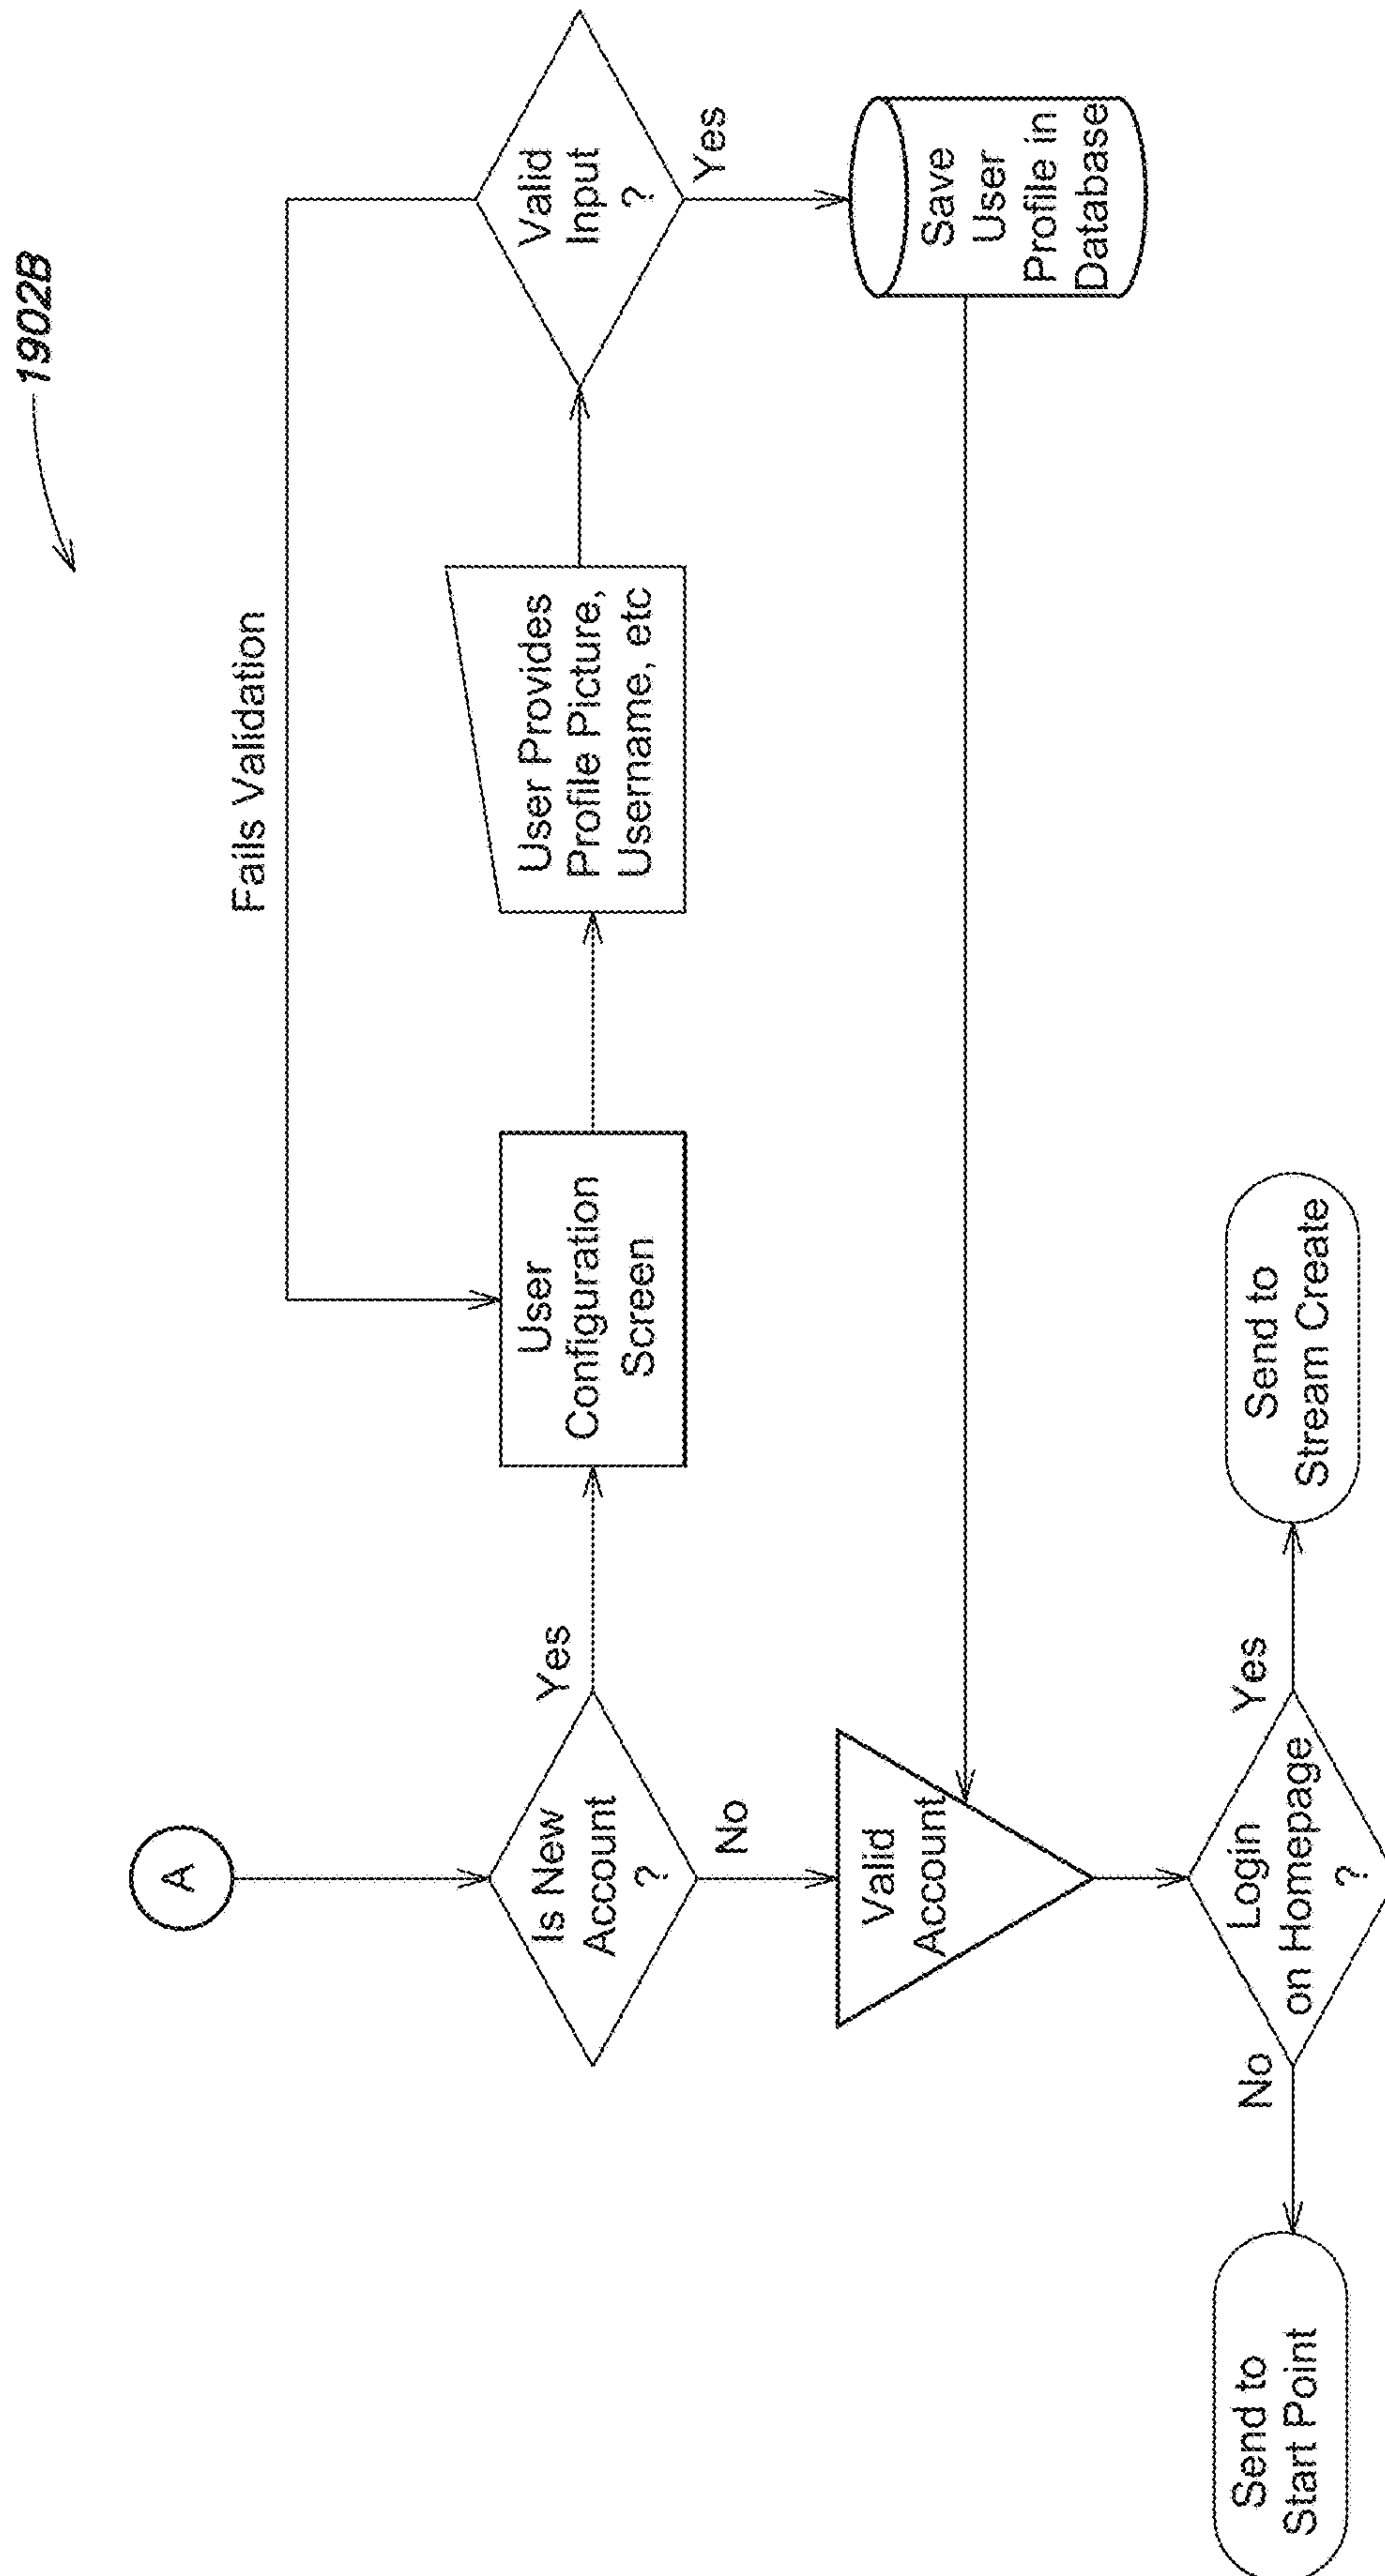 1902B
A
Fails Validation
Is New
Account
?
Yes
User
Configuration
Screen
User Provides
Profile Picture,
Username, etc
Valid
Input
?
No
Yes
Valid
Account
Save
User
Profile in
Database
Login
on Homepage
?
No
Yes
Send to
Start Point
Send to
Stream Create